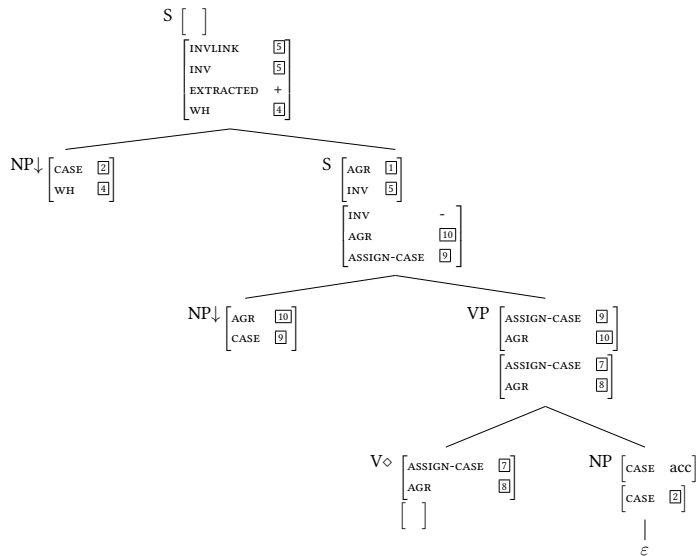 S [ ]
INVLINK 5
INV 5
EXTRACTED +
WH 4
NP↓ CASE 2
WH 4
S AGR 1
INV 5
INV -
AGR 10
ASSIGN-CASE 9
NP↓ AGR 10
CASE 9
VP ASSIGN-CASE 9
AGR 10
ASSIGN-CASE 7
AGR 8
V◇ ASSIGN-CASE 7
AGR 8
[ ]
NP CASE acc
CASE 2
ε